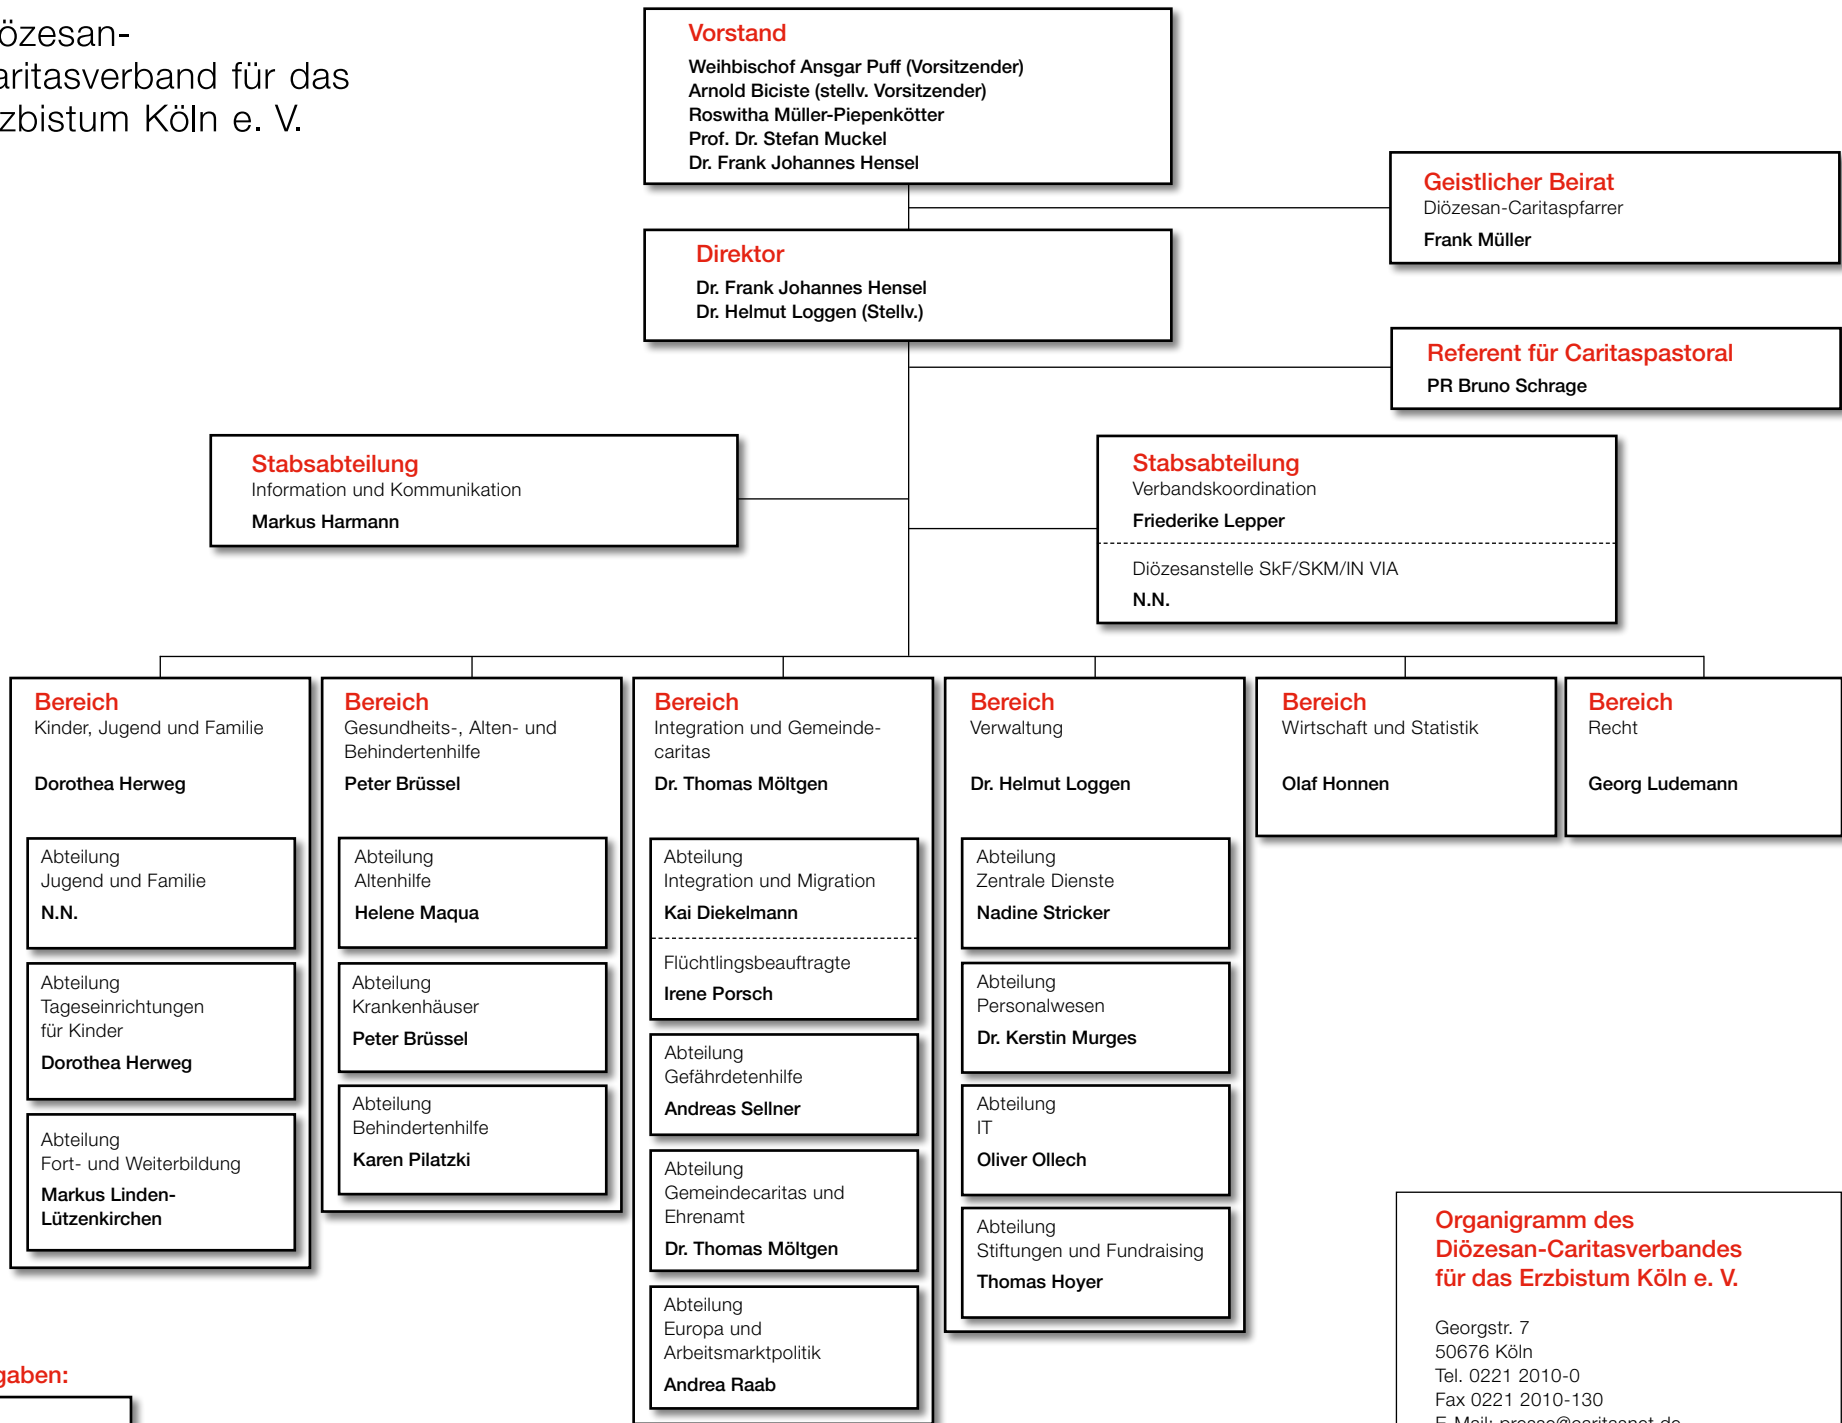 özesan-
aritasverband für das
zbistum Köln e. V.
Vorstand
Weihbischof Ansgar Puff (Vorsitzender)
Arnold Biciste (stellv. Vorsitzender)
Roswitha Müller-Piepenkötter
Prof. Dr. Stefan Muckel
Dr. Frank Johannes Hensel
Geistlicher Beirat
Diözesan-Caritaspfarrer
Frank Müller
Direktor
Dr. Frank Johannes Hensel
Dr. Helmut Loggen (Stellv.)
Referent für Caritaspastoral
PR Bruno Schrage
Stabsabteilung
Information und Kommunikation
Markus Harmann
Stabsabteilung
Verbandskoordination
Friederike Lepper
Diözesanstelle SkF/SKM/IN VIA
N.N.
Bereich
Kinder, Jugend und Familie
Dorothea Herweg
Abteilung
Jugend und Familie
N.N.
Abteilung
Tageseinrichtungen
für Kinder
Dorothea Herweg
Abteilung
Fort- und Weiterbildung
Markus Linden-
Lützenkirchen
Bereich
Gesundheits-, Alten- und
Behindertenhilfe
Peter Brüssel
Abteilung
Altenhilfe
Helene Maqua
Abteilung
Krankenhäuser
Peter Brüssel
Abteilung
Behindertenhilfe
Karen Pilatzki
Bereich
Integration und Gemeinde-
caritas
Dr. Thomas Möltgen
Abteilung
Integration und Migration
Kai Diekelmann
Flüchtlingsbeauftragte
Irene Porsch
Abteilung
Gefährdetenhilfe
Andreas Sellner
Abteilung
Gemeindecaritas und
Ehrenamt
Dr. Thomas Möltgen
Abteilung
Europa und
Arbeitsmarktpolitik
Andrea Raab
Bereich
Verwaltung
Dr. Helmut Loggen
Abteilung
Zentrale Dienste
Nadine Stricker
Abteilung
Personalwesen
Dr. Kerstin Murges
Abteilung
IT
Oliver Ollech
Abteilung
Stiftungen und Fundraising
Thomas Hoyer
Bereich
Wirtschaft und Statistik
Olaf Honnen
Bereich
Recht
Georg Ludemann
gaben:
Organigramm des
Diözesan-Caritasverbandes
für das Erzbistum Köln e. V.
Georgstr. 7
50676 Köln
Tel. 0221 2010-0
Fax 0221 2010-130
E-Mail: presse@caritasnet.de